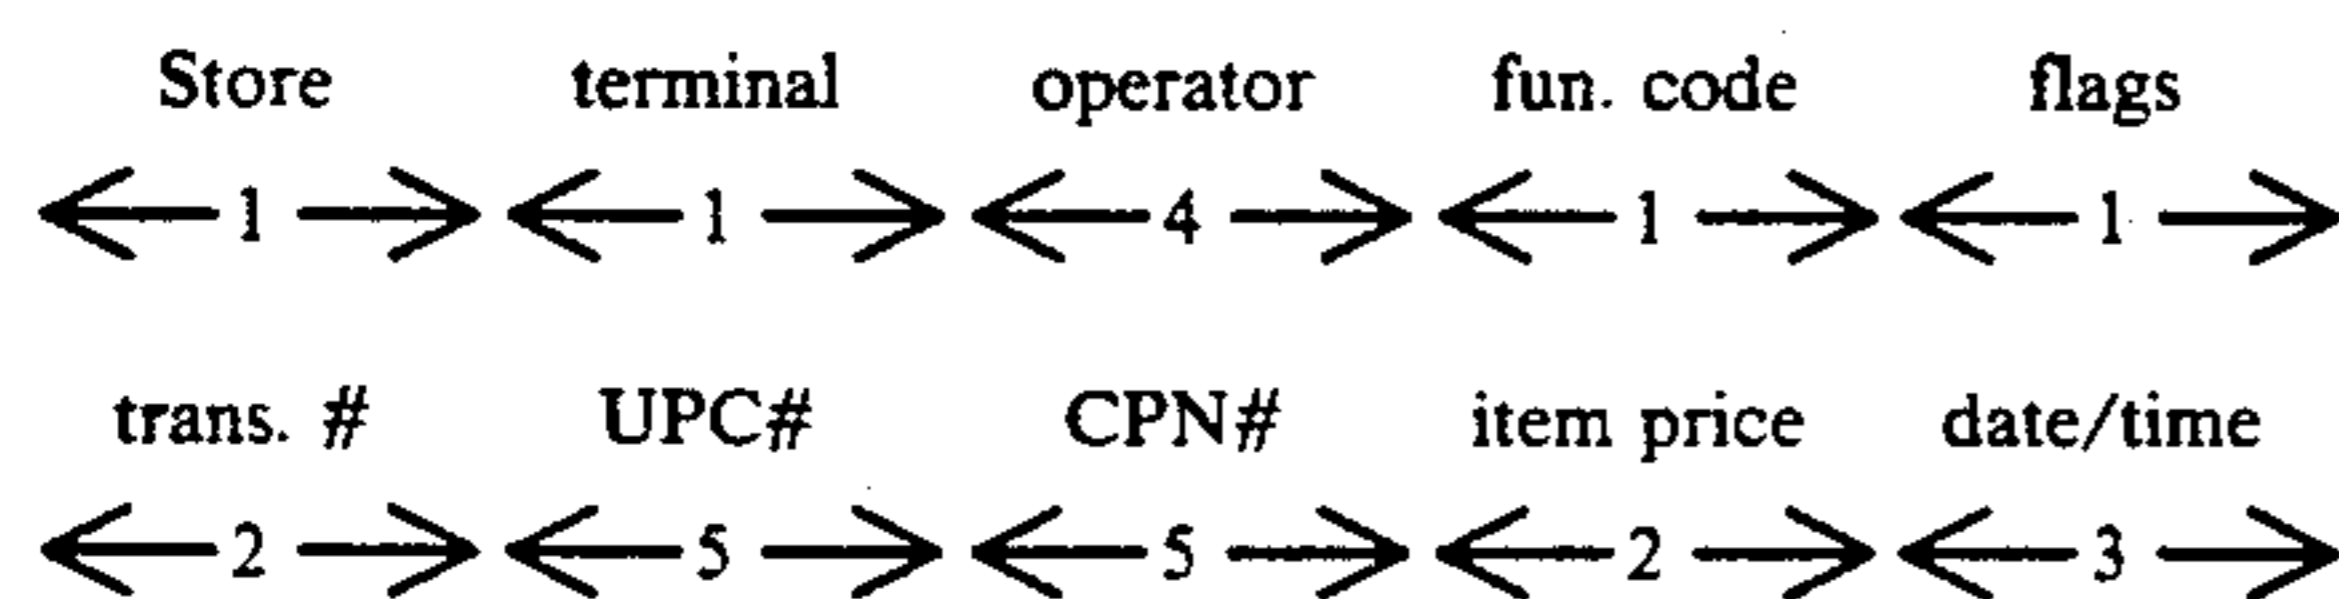 Store terminal operator fun. code flags
1 1 4 1 1
trans. # UPC# CPN# item price date/time
2 5 5 2 3